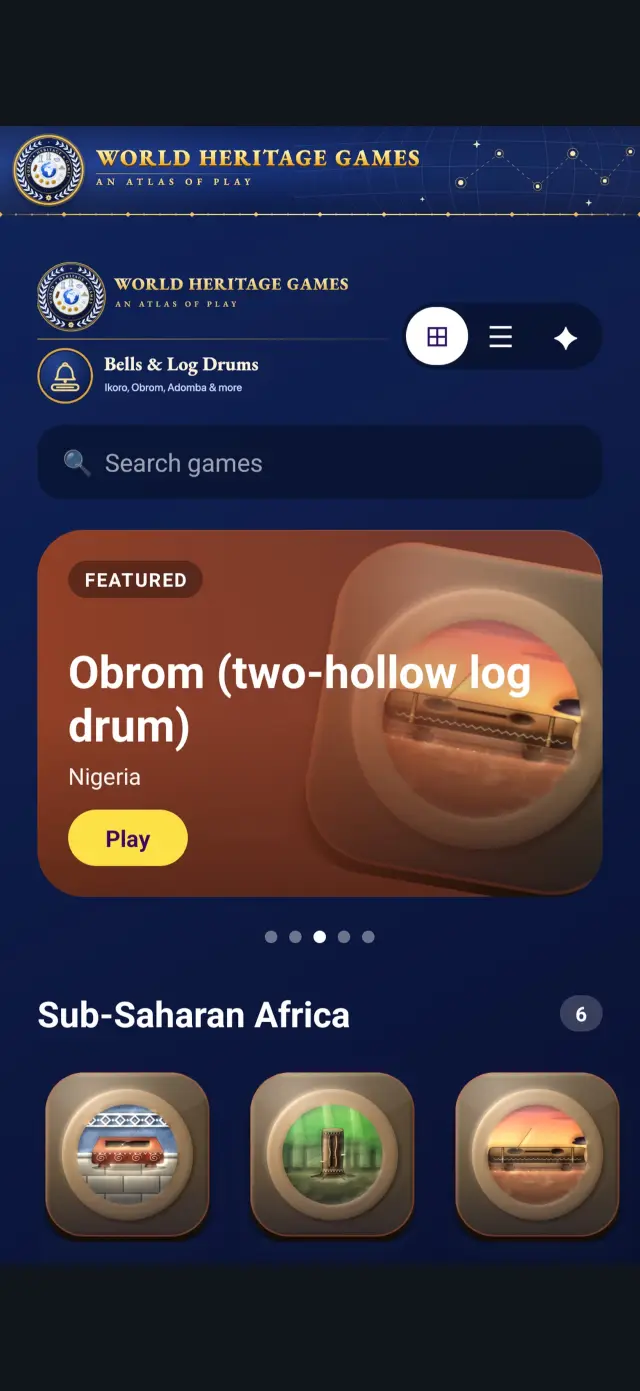 WORLD HERITAGE GAMES
AN ATLAS OF PLAY
WORLD HERITAGE GAMES
AN ATLAS OF PLAY
Bells & Log Drums
Ikoro, Obrom, Adomba & more
Search games
FEATURED
Obrom (two-hollow log
drum)
Nigeria
Play
Sub-Saharan Africa
6